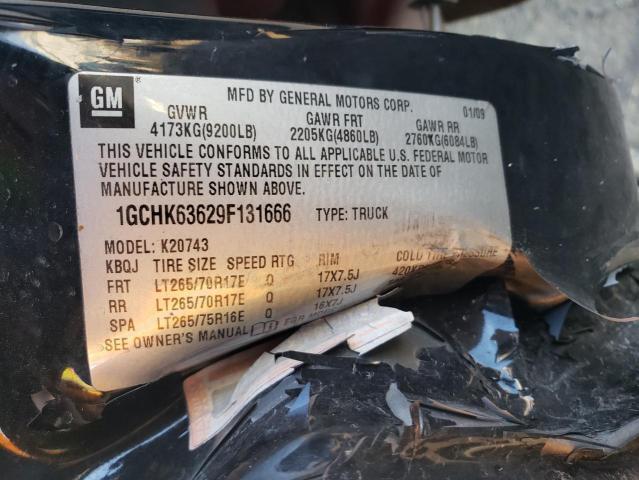 GM
MFD BY GENERAL MOTORS CORP. 01/09
GVWR GAWR FRT GAWR RR
4173KG(9200LB) 2205KG(4860LB) 2760KG(6084LB)
THIS VEHICLE CONFORMS TO ALL APPLICABLE U.S. FEDERAL MOTOR
VEHICLE SAFETY STANDARDS IN EFFECT ON THE DATE OF
MANUFACTURE SHOWN ABOVE.
1GCHK63629F131666 TYPE: TRUCK
MODEL: K20743
KBQJ TIRE SIZE SPEED RTG RIM COLD TIRE PRESSURE
FRT LT265/70R17E Q 17X7.5J
RR LT265/70R17E Q 17X7.5J
SPA LT265/75R16E Q 16X7J
SEE OWNER'S MANUAL FOR